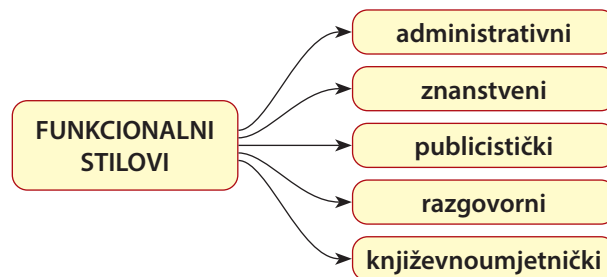 FUNKCIONALNI
STILOVI
administrativni
znanstveni
publicistički
razgovorni
književnoumjetnički